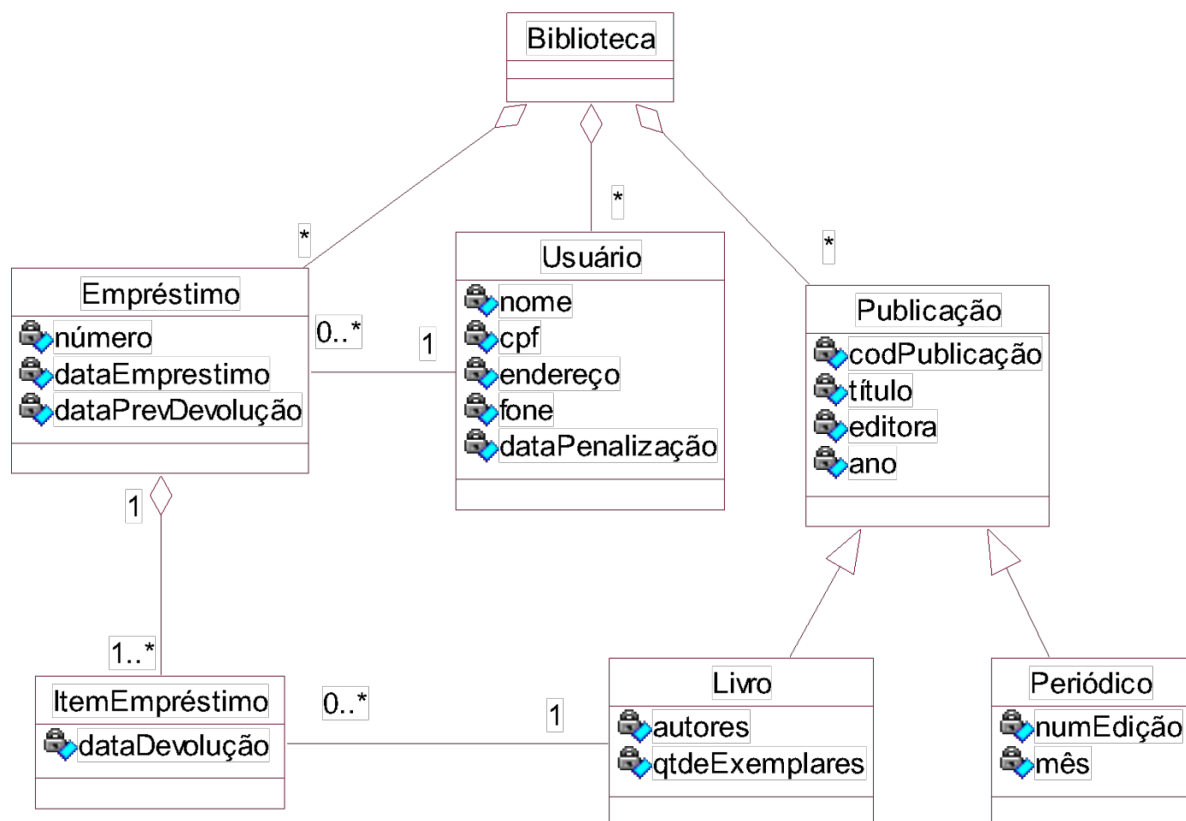 Biblioteca
*
*
*
Empréstimo
número
dataEmprestimo
dataPrevDevolução
0..*
1
Usuário
nome
cpf
endereço
fone
dataPenalização
Publicação
codPublicação
título
editora
ano
1
1..*
ItemEmpréstimo
dataDevolução
0..*
1
Livro
autores
qtdeExemplares
Periódico
numEdição
mês